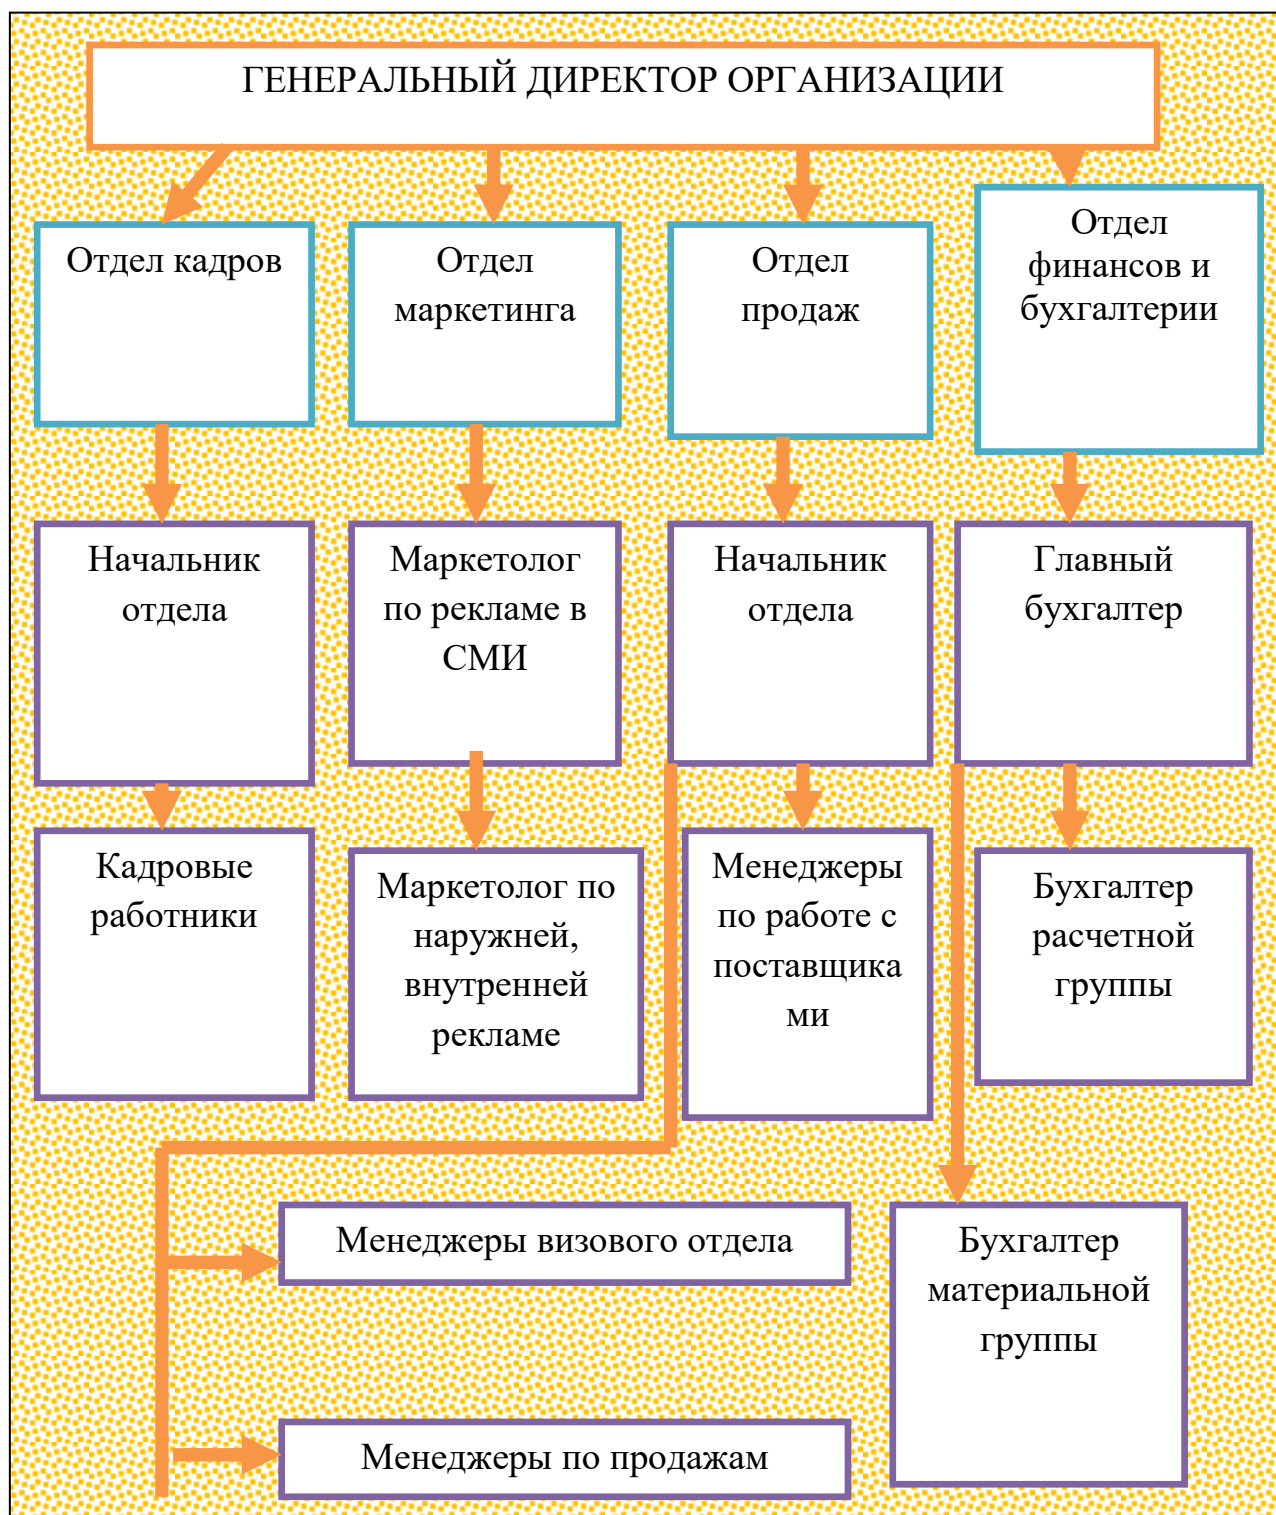 ГЕНЕРАЛЬНЫЙ ДИРЕКТОР ОРГАНИЗАЦИИ
Отдел кадров
Отдел
маркетинга
Отдел
продаж
Отдел
финансов и
бухгалтерии
Начальник
отдела
Маркетолог
по рекламе в
СМИ
Начальник
отдела
Главный
бухгалтер
Кадровые
работники
Маркетолог по
наружней,
внутренней
рекламе
Менеджеры
по работе с
поставщика
ми
Бухгалтер
расчетной
группы
Менеджеры визового отдела
Бухгалтер
материальной
группы
Менеджеры по продажам